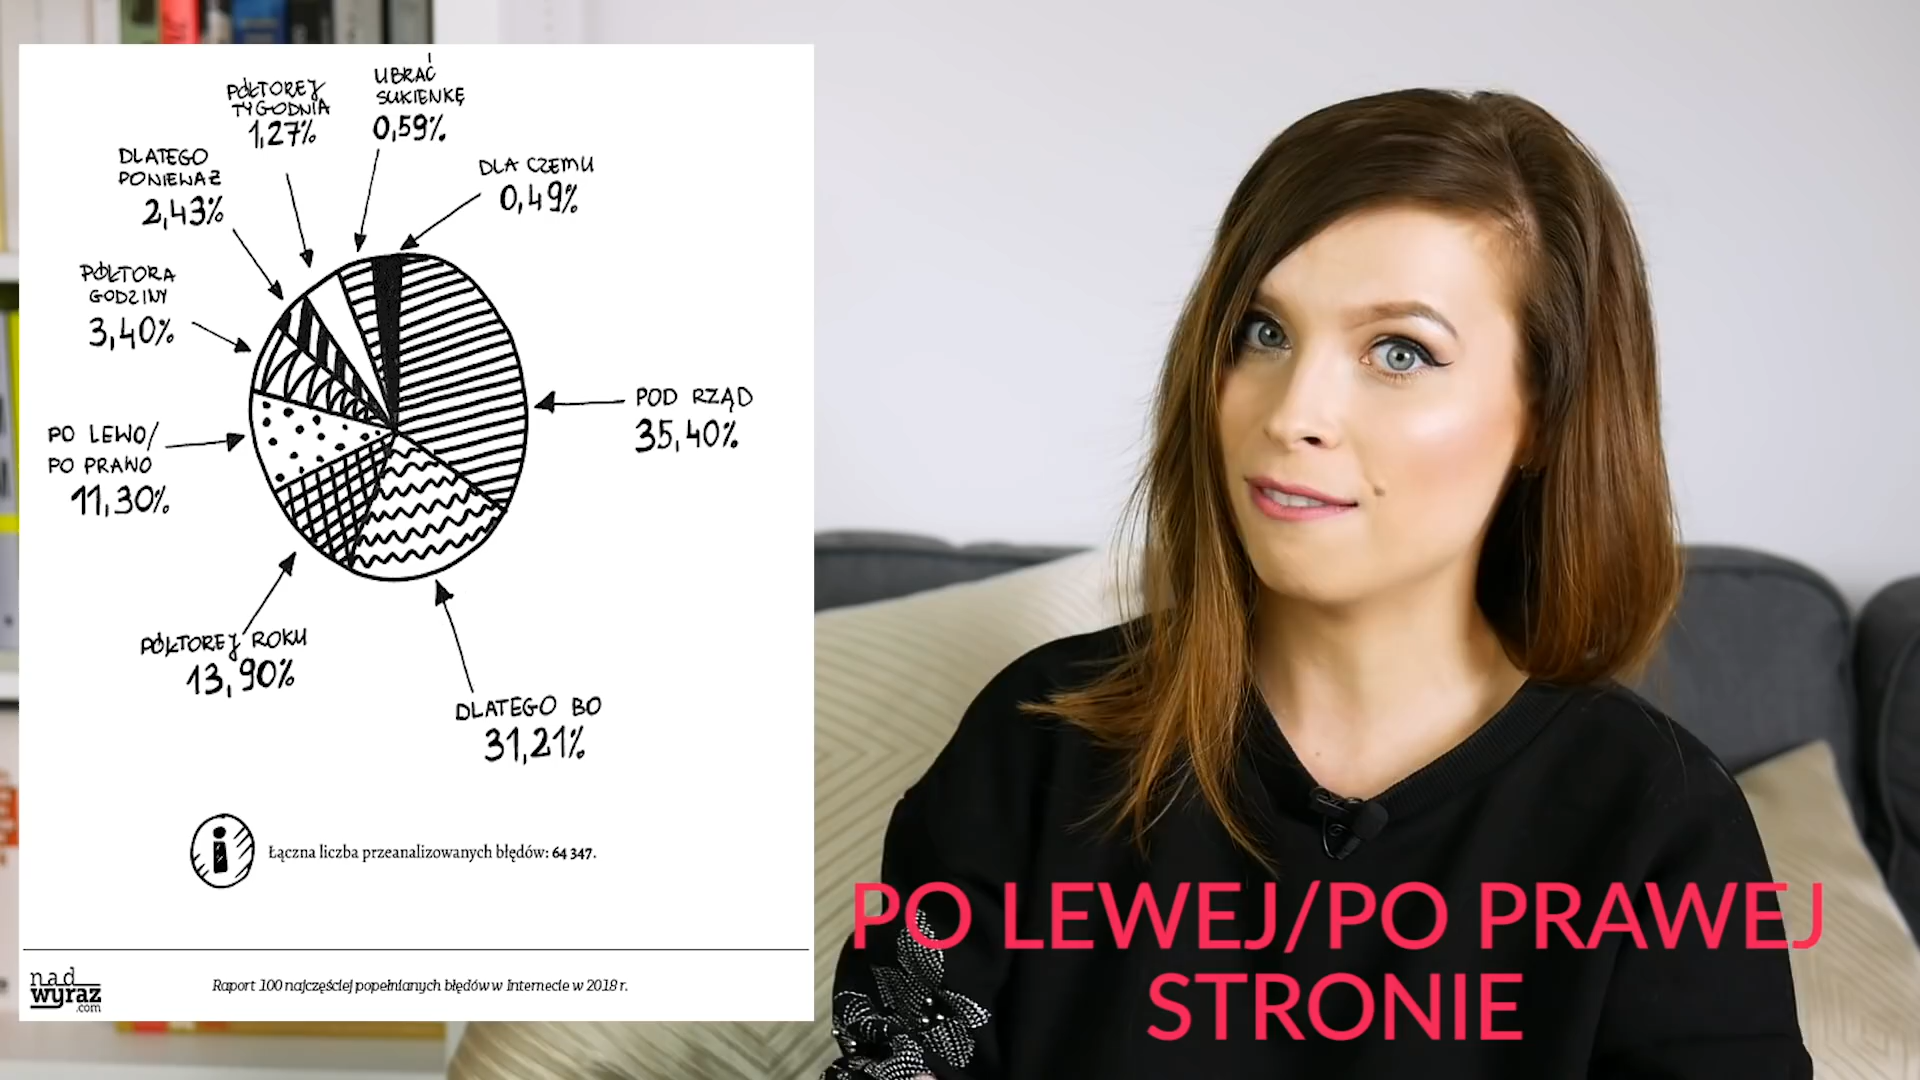 PÓŁTOREJ
TYGODNIA
1,27%
UBRAĆ
SUKIENKĘ
0,59%
DLA CZEMU
0,49%
DLATEGO
PONIEWAŻ
2,43%
PÓŁTORA
GODZINY
3,40%
POD RZĄD
35,40%
PO LEWO/
PO PRAWO
11,30%
PÓŁTOREJ ROKU
13,90%
DLATEGO BO
31,21%
i
Łączna liczba przeanalizowanych błędów: 64 347.
nad
wyraz
.com
Raport 100 najczęściej popełnianych błędów w Internecie w 2018 r.
PO LEWEJ/PO PRAWEJ
STRONIE